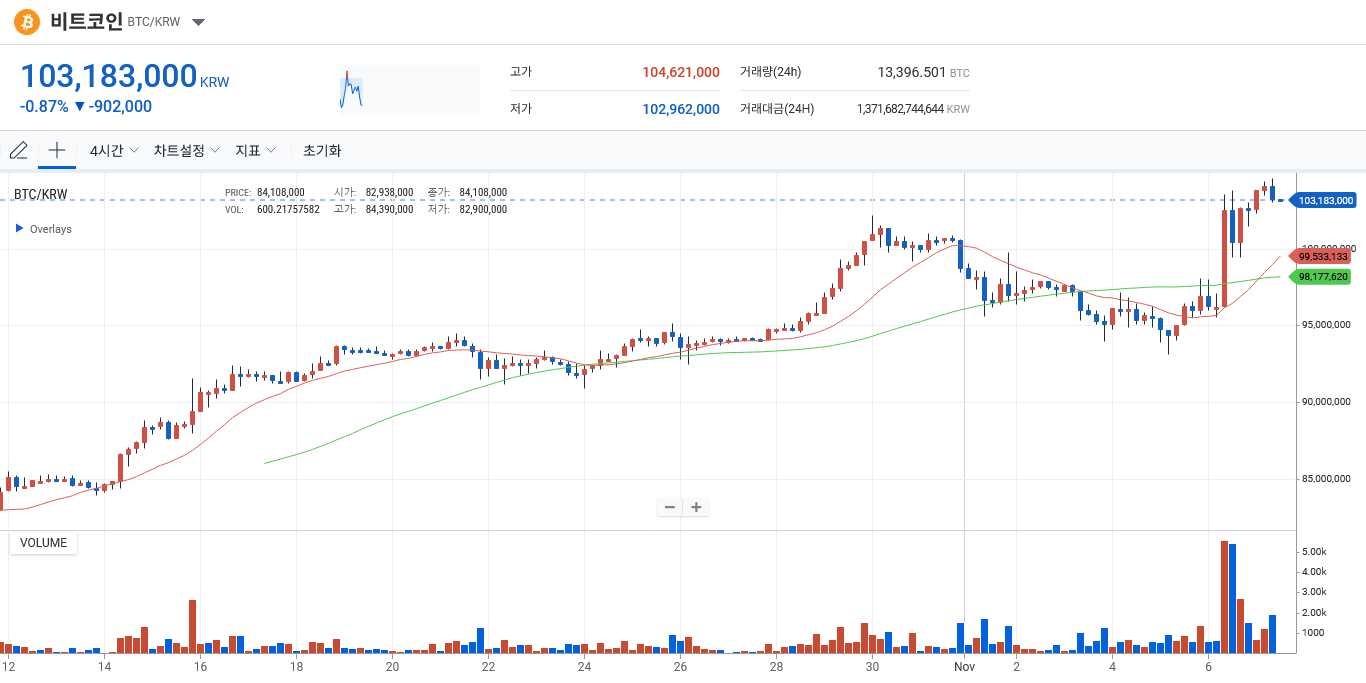 비트코인 BTC/KRW
103,183,000 KRW
-0.87% ▼ -902,000
고가 104,621,000 거래량(24h) 13,396.501 BTC
저가 102,962,000 거래대금(24H) 1,371,682,744,644 KRW
4시간 차트설정 지표 초기화
BTC/KRW
PRICE: 84,108,000 시가: 82,938,000 종가: 84,108,000
VOL: 600.21757582 고가: 84,390,000 저가: 82,900,000
Overlays
103,183,000
100,000,000
99,533,133
98,177,620
95,000,000
90,000,000
85,000,000
− +
VOLUME
5.00k
4.00k
3.00k
2.00k
1000
12 14 16 18 20 22 24 26 28 30 Nov 2 4 6